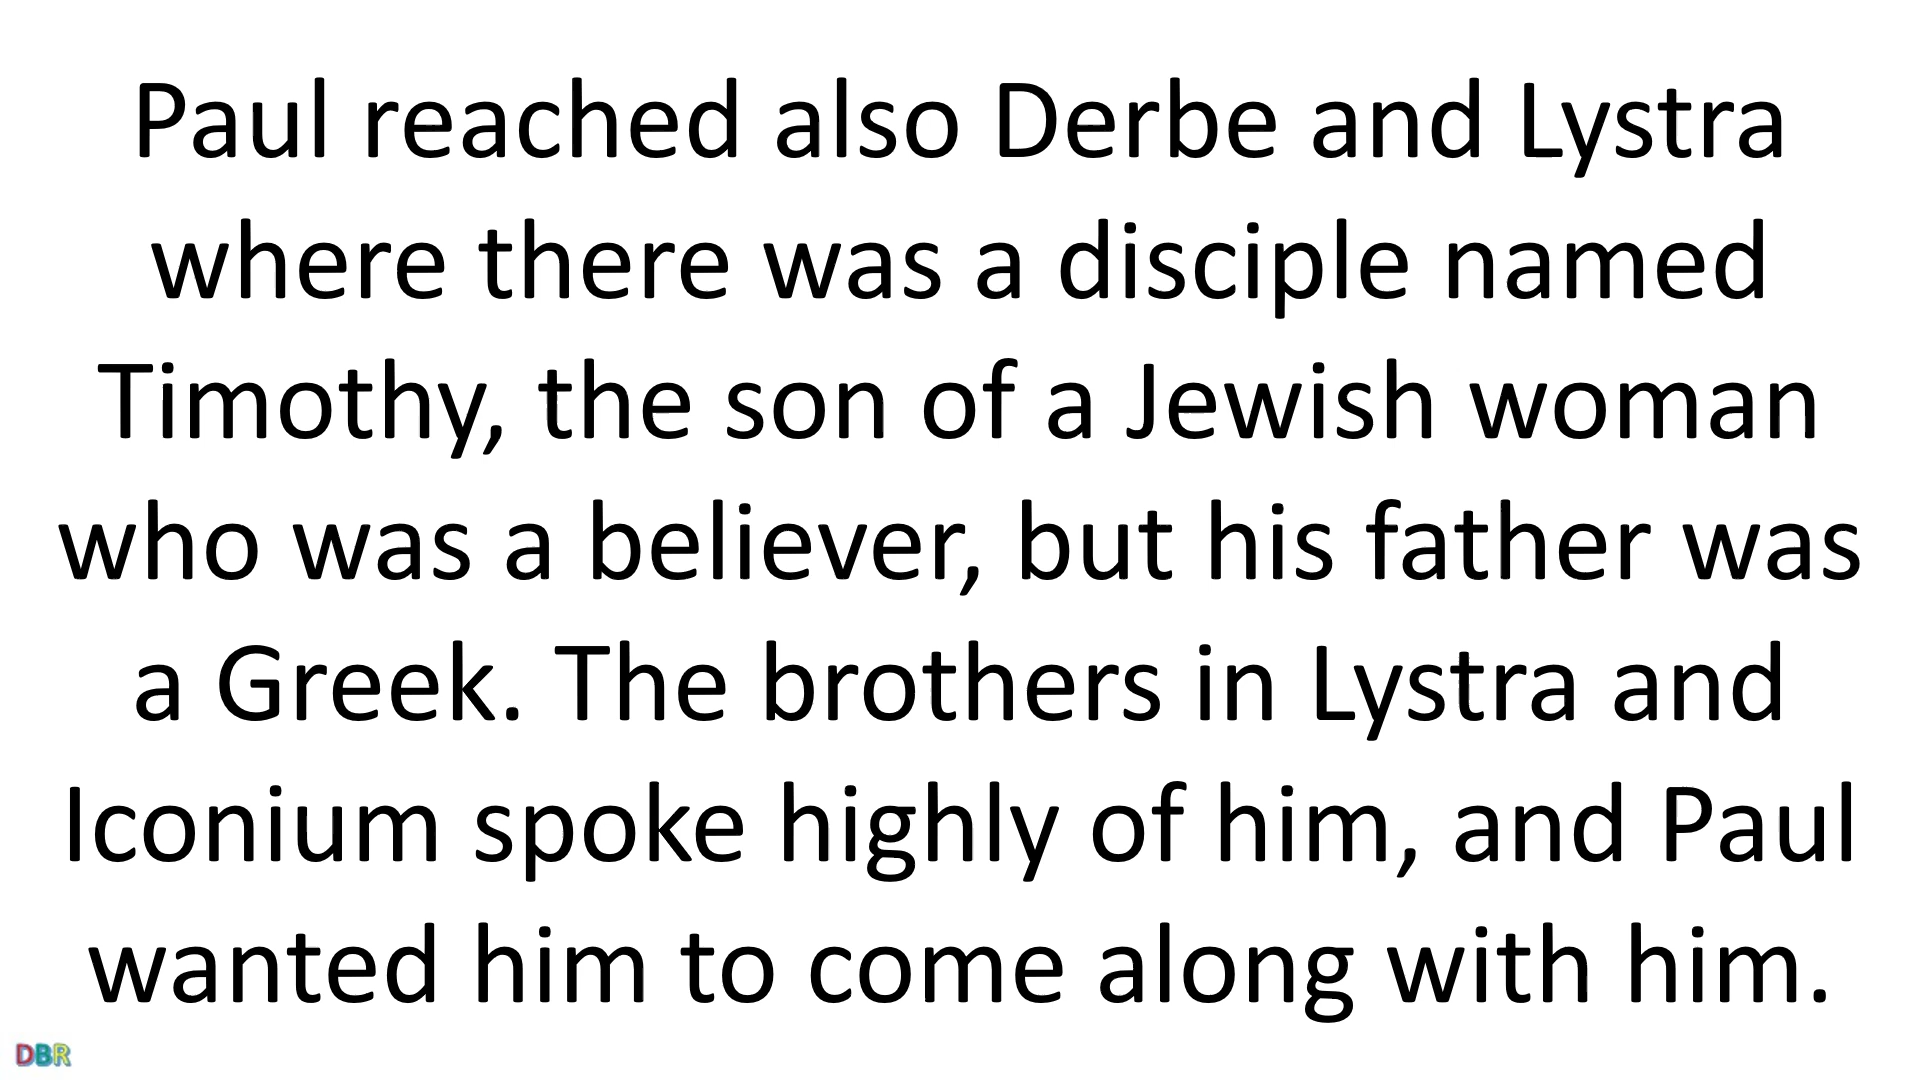 Paul reached also Derbe and Lystra
where there was a disciple named
Timothy, the son of a Jewish woman
who was a believer, but his father was
a Greek. The brothers in Lystra and
Iconium spoke highly of him, and Paul
wanted him to come along with him.
DBR